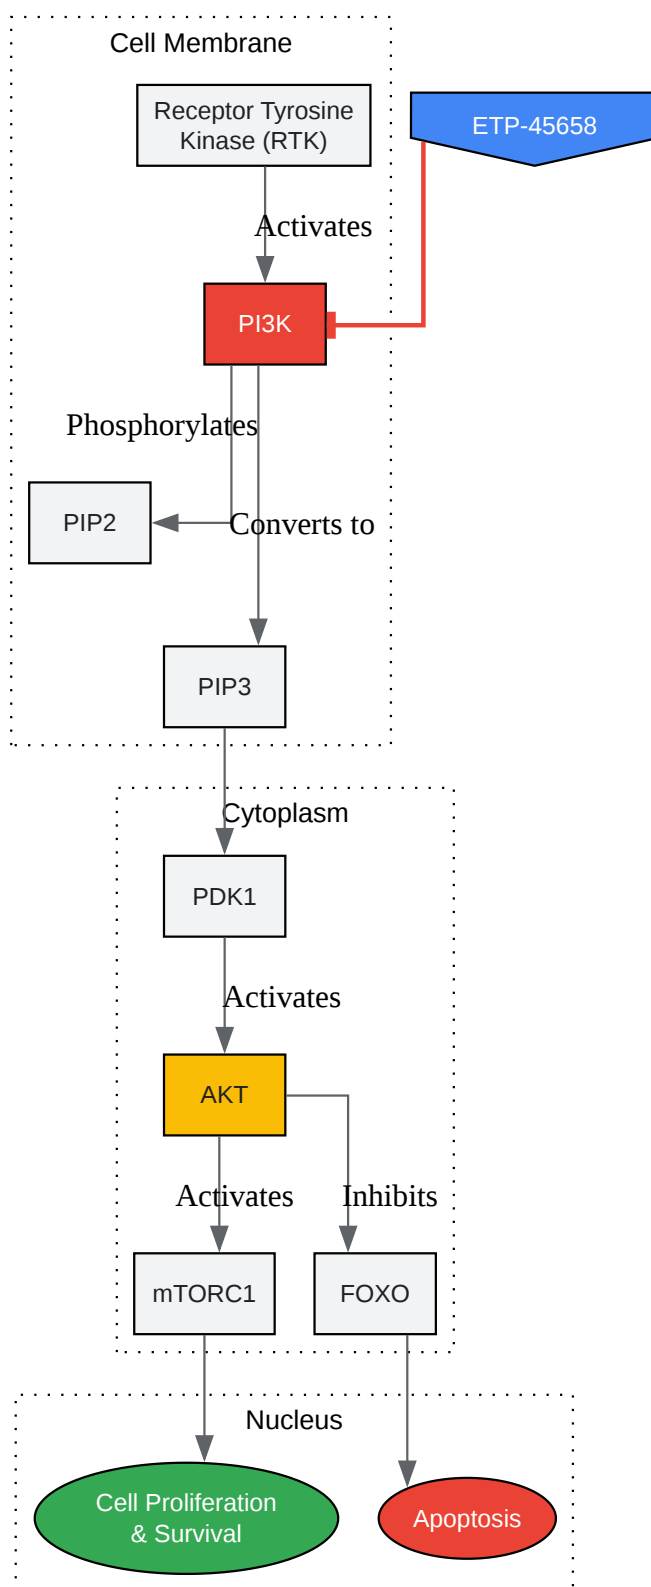 Cell Membrane
Receptor Tyrosine
Kinase (RTK)
ETP-45658
Activates
PI3K
Phosphorylates
PIP2
Converts to
PIP3
Cytoplasm
PDK1
Activates
AKT
Activates
Inhibits
mTORC1
FOXO
Nucleus
Cell Proliferation
& Survival
Apoptosis